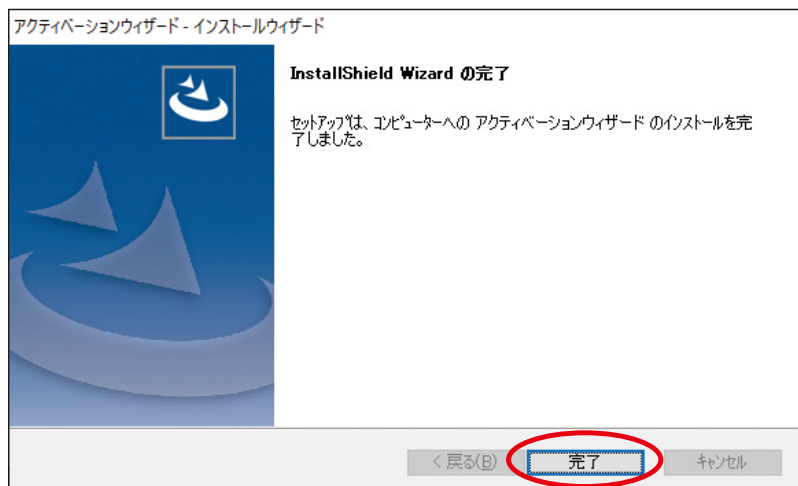 アクティベーションウィザード - インストールウィザード
InstallShield Wizard の完了
セットアップは、コンピューターへの アクティベーションウィザード のインストールを完
了しました。
< 戻る(B)
完了
キャンセル